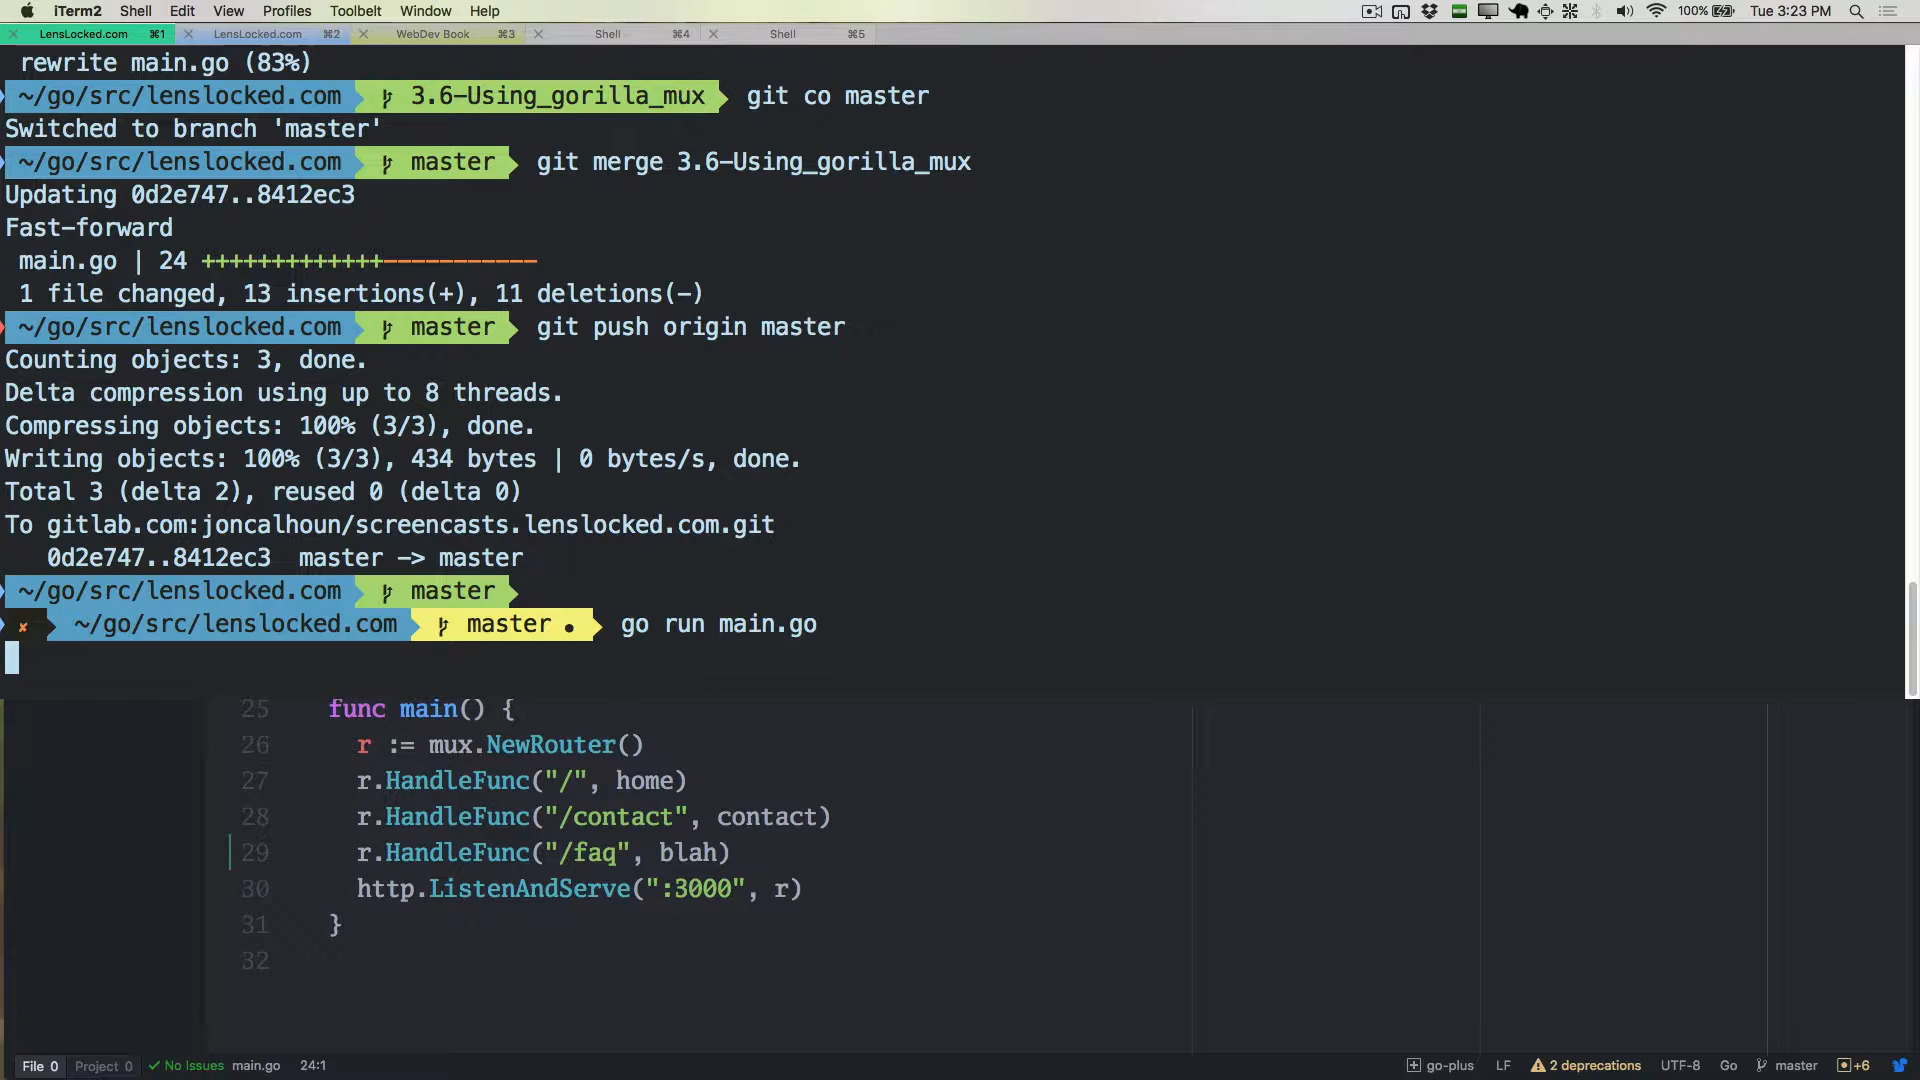 iTerm2 Shell Edit View Profiles Toolbelt Window Help 100% Tue 3:23 PM
LensLocked.com ⌘1 LensLocked.com ⌘2 WebDev Book ⌘3 Shell ⌘4 Shell ⌘5
rewrite main.go (83%)
~/go/src/lenslocked.com 3.6-Using_gorilla_mux git co master
Switched to branch 'master'
~/go/src/lenslocked.com master git merge 3.6-Using_gorilla_mux
Updating 0d2e747..8412ec3
Fast-forward
main.go | 24 +++++++++++++-----------
1 file changed, 13 insertions(+), 11 deletions(-)
~/go/src/lenslocked.com master git push origin master
Counting objects: 3, done.
Delta compression using up to 8 threads.
Compressing objects: 100% (3/3), done.
Writing objects: 100% (3/3), 434 bytes | 0 bytes/s, done.
Total 3 (delta 2), reused 0 (delta 0)
To gitlab.com:joncalhoun/screencasts.lenslocked.com.git
0d2e747..8412ec3 master -> master
~/go/src/lenslocked.com master
✘ ~/go/src/lenslocked.com master ● go run main.go
25 func main() {
26 r := mux.NewRouter()
27 r.HandleFunc("/", home)
28 r.HandleFunc("/contact", contact)
29 r.HandleFunc("/faq", blah)
30 http.ListenAndServe(":3000", r)
31 }
32
File 0 Project 0 ✓ No Issues main.go 24:1 go-plus LF 2 deprecations UTF-8 Go master +6